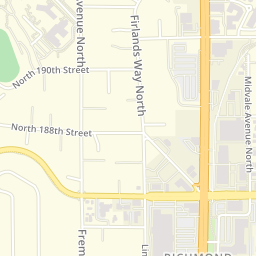 Firlands Way North
Avenue North
North 190th Street
Midvale Avenue North
North 188th Street
Frem
Lin
RICHMOND